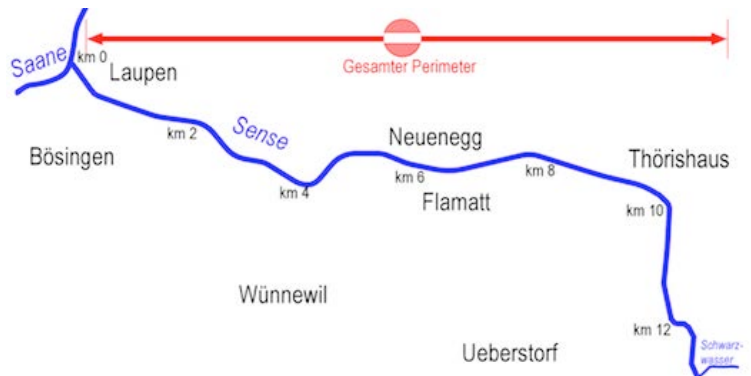 Saane
km 0
Laupen
Gesamter Perimeter
km 2
Sense
Bösingen
Neuenegg
Thörishaus
km 4
km 6
km 8
Flamatt
km 10
Wünnewil
km 12
Ueberstorf
Schwarz-
wasser